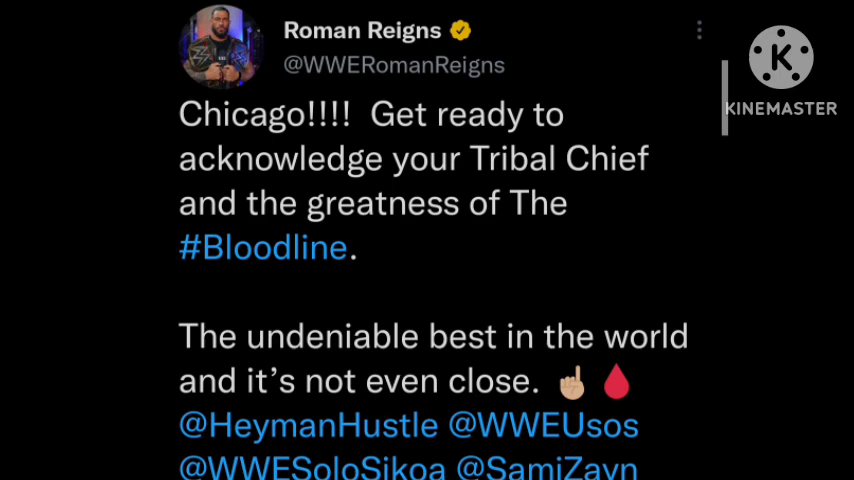 Roman Reigns
@WWERomanReigns
Chicago!!!! Get ready to
acknowledge your Tribal Chief
and the greatness of The
#Bloodline.
The undeniable best in the world
and it's not even close. ☝🏼🩸
@HeymanHustle @WWEUsos
@WWESoloSikoa @SamiZayn
K
KINEMASTER